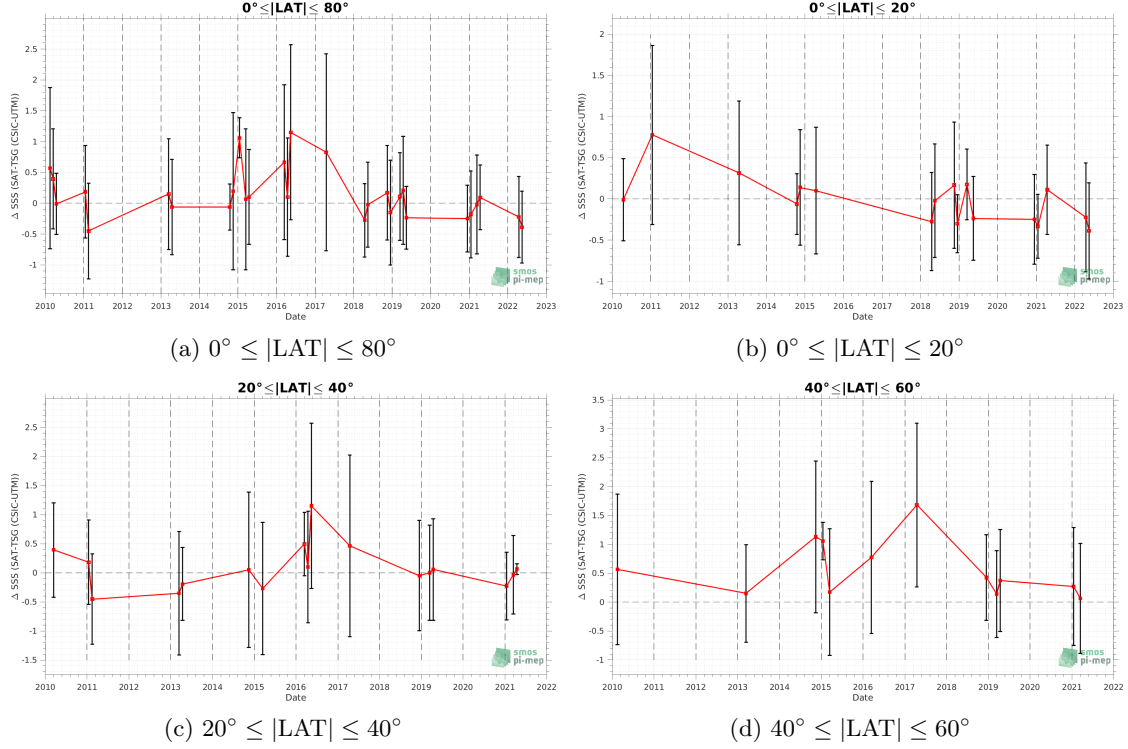 0°≤|LAT|≤ 80°
Δ SSS (SAT-TSG (CSIC-UTM))
2.5
2
1.5
1
0.5
0
-0.5
-1
2010 2011 2012 2013 2014 2015 2016 2017 2018 2019 2020 2021 2022 2023
Date
smos
pi-mep
(a) 0° ≤ |LAT| ≤ 80°
0°≤|LAT|≤ 20°
Δ SSS (SAT-TSG (CSIC-UTM))
2
1.5
1
0.5
0
-0.5
-1
2010 2011 2012 2013 2014 2015 2016 2017 2018 2019 2020 2021 2022 2023
Date
smos
pi-mep
(b) 0° ≤ |LAT| ≤ 20°
20°≤|LAT|≤ 40°
Δ SSS (SAT-TSG (CSIC-UTM))
2.5
2
1.5
1
0.5
0
-0.5
-1
-1.5
2010 2011 2012 2013 2014 2015 2016 2017 2018 2019 2020 2021 2022
Date
smos
pi-mep
(c) 20° ≤ |LAT| ≤ 40°
40°≤|LAT|≤ 60°
Δ SSS (SAT-TSG (CSIC-UTM))
3.5
3
2.5
2
1.5
1
0.5
0
-0.5
-1
2010 2011 2012 2013 2014 2015 2016 2017 2018 2019 2020 2021 2022
Date
smos
pi-mep
(d) 40° ≤ |LAT| ≤ 60°